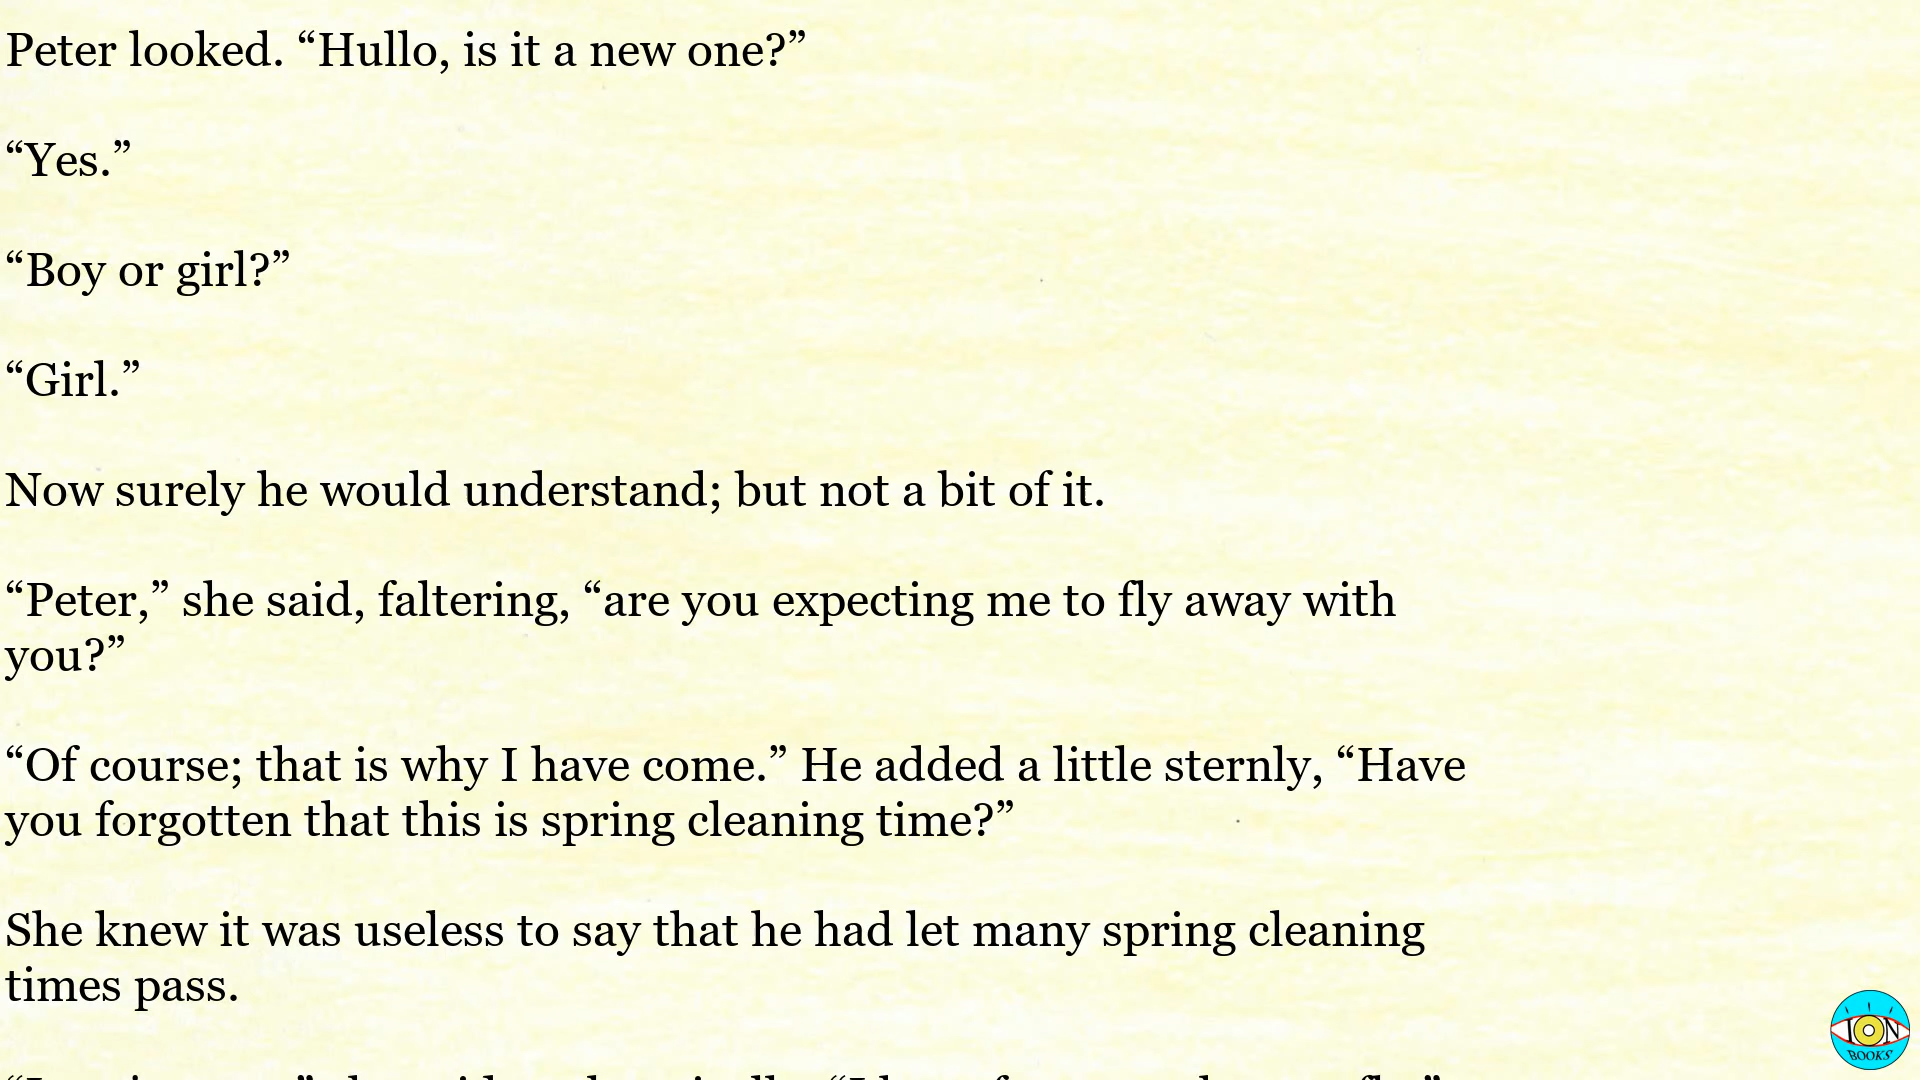 Peter looked. “Hullo, is it a new one?”
“Yes.”
“Boy or girl?”
“Girl.”
Now surely he would understand; but not a bit of it.
“Peter,” she said, faltering, “are you expecting me to fly away with
you?”
“Of course; that is why I have come.” He added a little sternly, “Have
you forgotten that this is spring cleaning time?”
She knew it was useless to say that he had let many spring cleaning
times pass.
ION
BOOKS